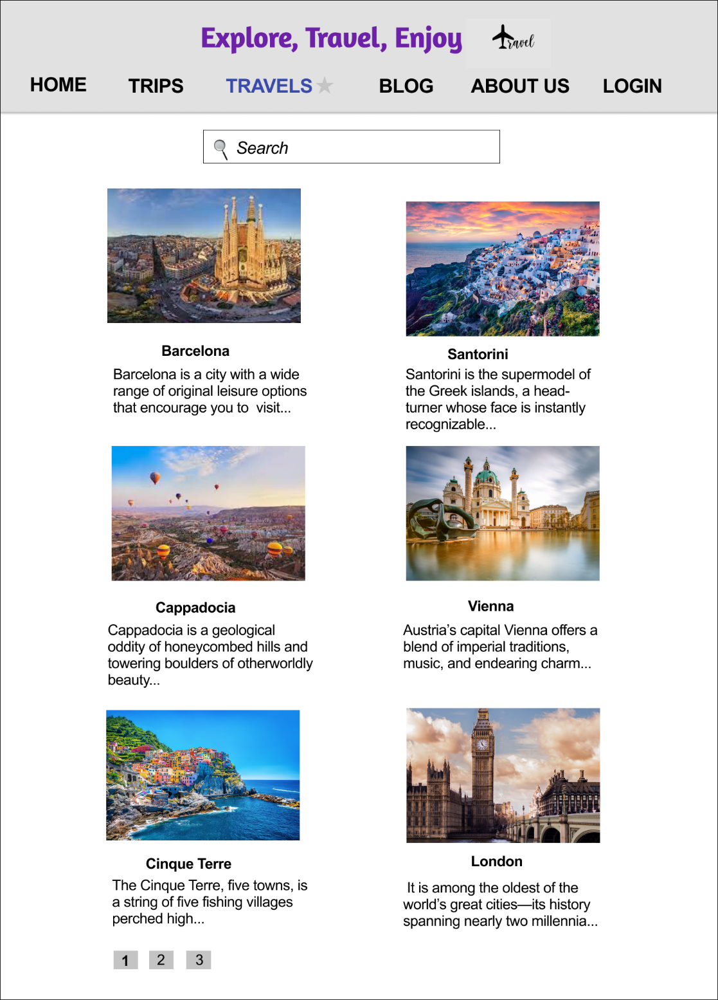 Explore, Travel, Enjoy
Travel
HOME TRIPS TRAVELS BLOG ABOUT US LOGIN
Search
Barcelona
Barcelona is a city with a wide
range of original leisure options
that encourage you to  visit...
Santorini
Santorini is the supermodel of
the Greek islands, a head-
turner whose face is instantly
recognizable...
Cappadocia
Cappadocia is a geological
oddity of honeycombed hills and
towering boulders of otherworldly
beauty...
Vienna
Austria’s capital Vienna offers a
blend of imperial traditions,
music, and endearing charm...
Cinque Terre
The Cinque Terre, five towns, is
a string of five fishing villages
perched high...
London
It is among the oldest of the
world’s great cities—its history
spanning nearly two millennia...
1 2 3